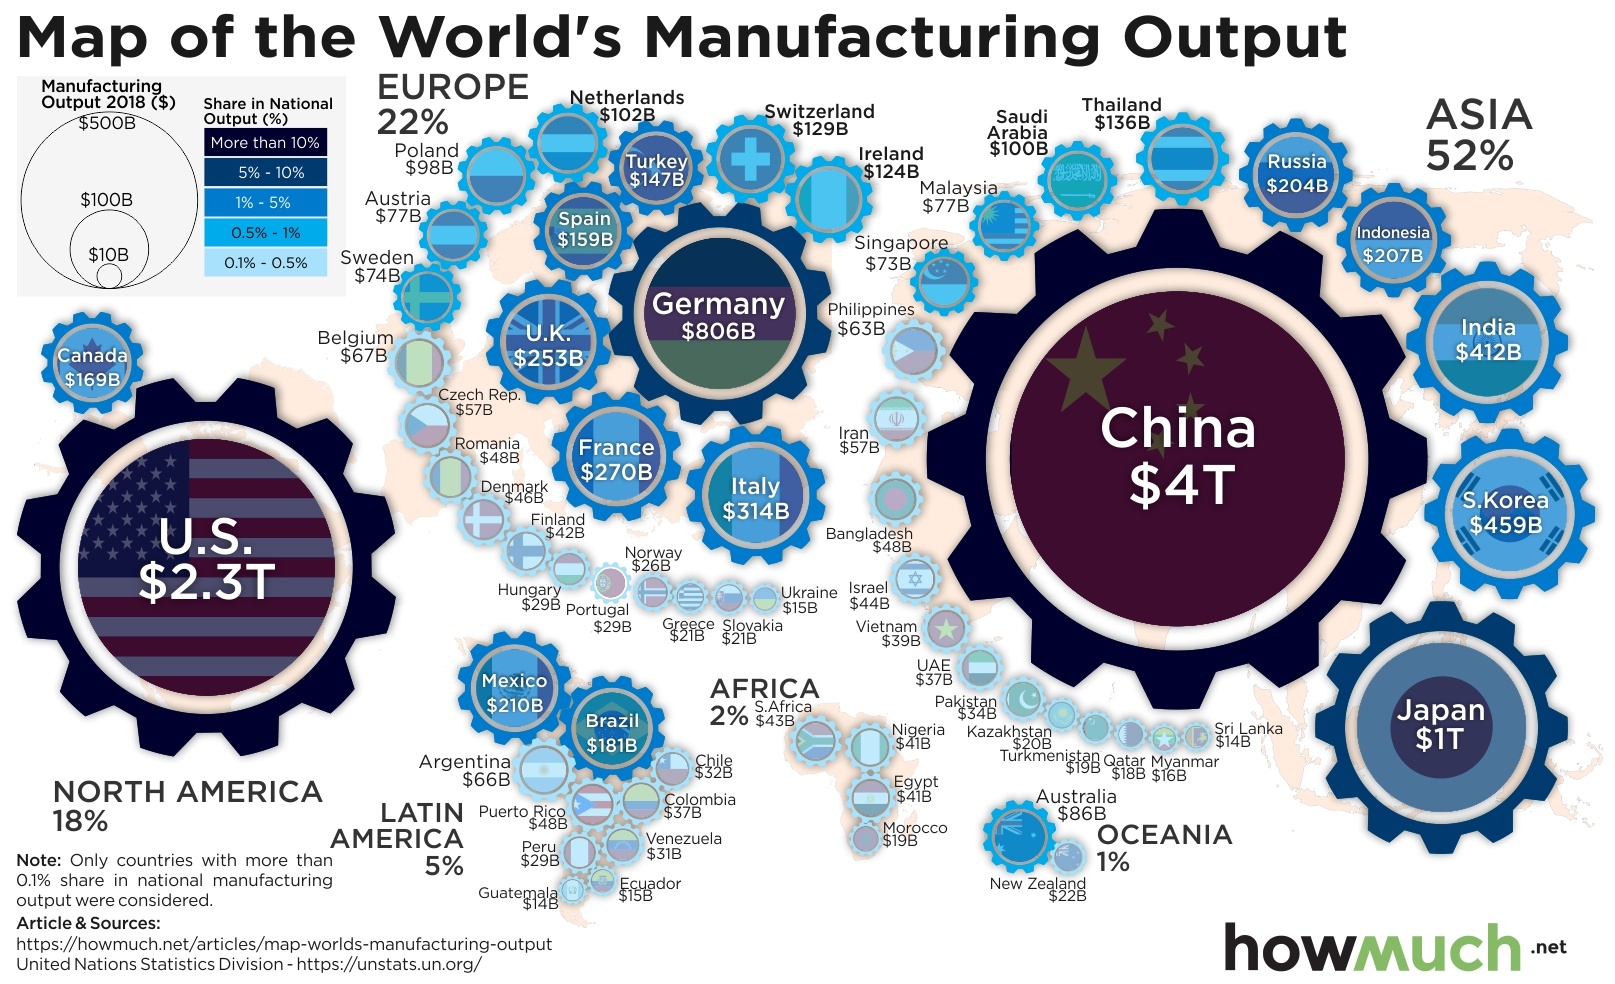 Map of the World's Manufacturing Output
Manufacturing
Output 2018 ($)
$500B
$100B
$10B
Share in National
Output (%)
More than 10%
5% - 10%
1% - 5%
0.5% - 1%
0.1% - 0.5%
EUROPE
22%
Netherlands
$102B
Poland
$98B
Turkey
$147B
Switzerland
$129B
Ireland
$124B
Austria
$77B
Spain
$159B
Sweden
$74B
Germany
$806B
U.K.
$253B
Belgium
$67B
Czech Rep.
$57B
France
$270B
Romania
$48B
Italy
$314B
Denmark
$46B
Finland
$42B
Hungary
$29B
Portugal
$29B
Norway
$26B
Greece
$21B
Slovakia
$21B
Ukraine
$15B
ASIA
52%
Saudi
Arabia
$100B
Thailand
$136B
Russia
$204B
Malaysia
$77B
Indonesia
$207B
Singapore
$73B
Philippines
$63B
India
$412B
China
$4T
Iran
$57B
S.Korea
$459B
Bangladesh
$48B
Israel
$44B
Vietnam
$39B
UAE
$37B
Pakistan
$34B
Kazakhstan
$20B
Turkmenistan
$19B
Qatar
$18B
Myanmar
$16B
Sri Lanka
$14B
Japan
$1T
Canada
$169B
U.S.
$2.3T
NORTH AMERICA
18%
Mexico
$210B
Brazil
$181B
Argentina
$66B
Chile
$32B
Puerto Rico
$48B
Colombia
$37B
LATIN
AMERICA
5%
Peru
$29B
Venezuela
$31B
Guatemala
$14B
Ecuador
$15B
AFRICA
2%
S.Africa
$43B
Nigeria
$41B
Egypt
$41B
Morocco
$19B
Australia
$86B
OCEANIA
1%
New Zealand
$22B
Note: Only countries with more than
0.1% share in national manufacturing
output were considered.
Article & Sources:
https://howmuch.net/articles/map-worlds-manufacturing-output
United Nations Statistics Division - https://unstats.un.org/
howmuch.net